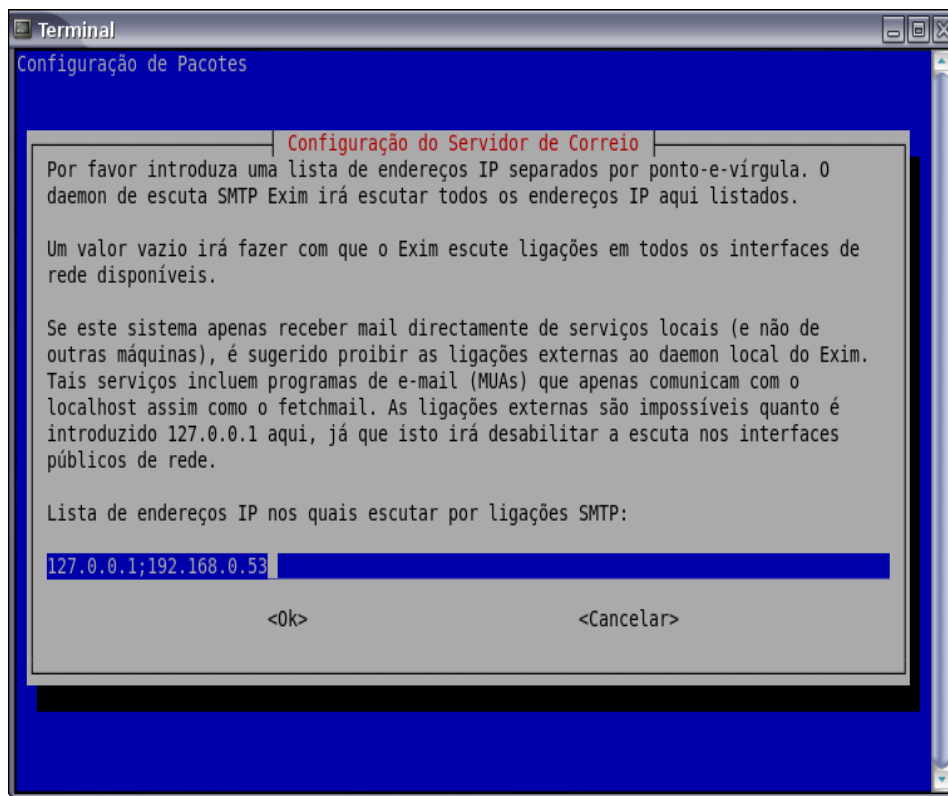 Terminal
Configuração de Pacotes
Configuração do Servidor de Correio
Por favor introduza uma lista de endereços IP separados por ponto-e-vírgula. O
daemon de escuta SMTP Exim irá escutar todos os endereços IP aqui listados.
Um valor vazio irá fazer com que o Exim escute ligações em todos os interfaces de
rede disponíveis.
Se este sistema apenas receber mail directamente de serviços locais (e não de
outras máquinas), é sugerido proibir as ligações externas ao daemon local do Exim.
Tais serviços incluem programas de e-mail (MUAs) que apenas comunicam com o
localhost assim como o fetchmail. As ligações externas são impossíveis quanto é
introduzido 127.0.0.1 aqui, já que isto irá desabilitar a escuta nos interfaces
públicos de rede.
Lista de endereços IP nos quais escutar por ligações SMTP:
127.0.0.1;192.168.0.53
<Ok> <Cancelar>